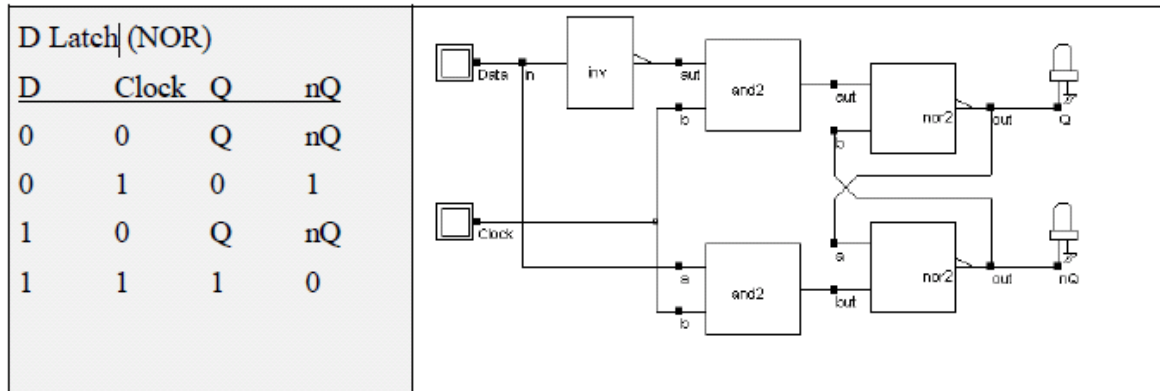 D Latch (NOR)
D Clock Q nQ
0 0 Q nQ
0 1 0 1
1 0 Q nQ
1 1 1 0
Data in inv out and2 b out nor2 b out Q
Clock a b and2 out a nor2 out nQ